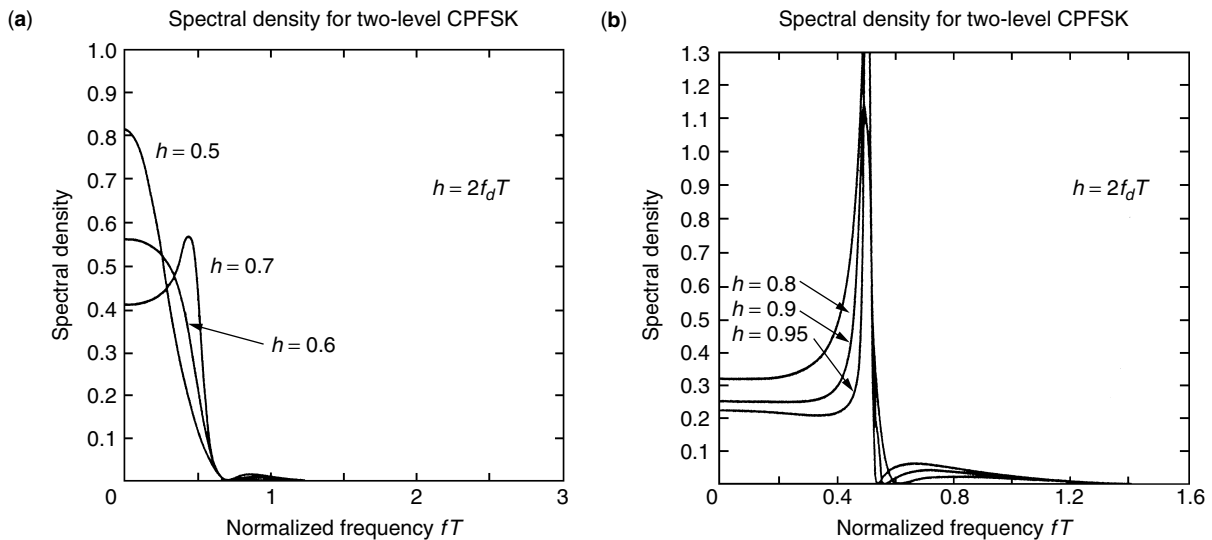 (a)
Spectral density for two-level CPFSK
1.0
0.9
0.8
0.7
0.6
0.5
0.4
0.3
0.2
0.1
0
1
2
3
Spectral density
Normalized frequency fT
h = 0.5
h = 0.7
h = 0.6
h = 2f_dT
(b)
Spectral density for two-level CPFSK
1.3
1.2
1.1
1.0
0.9
0.8
0.7
0.6
0.5
0.4
0.3
0.2
0.1
0
0.4
0.8
1.2
1.6
Spectral density
Normalized frequency fT
h = 0.8
h = 0.9
h = 0.95
h = 2f_dT